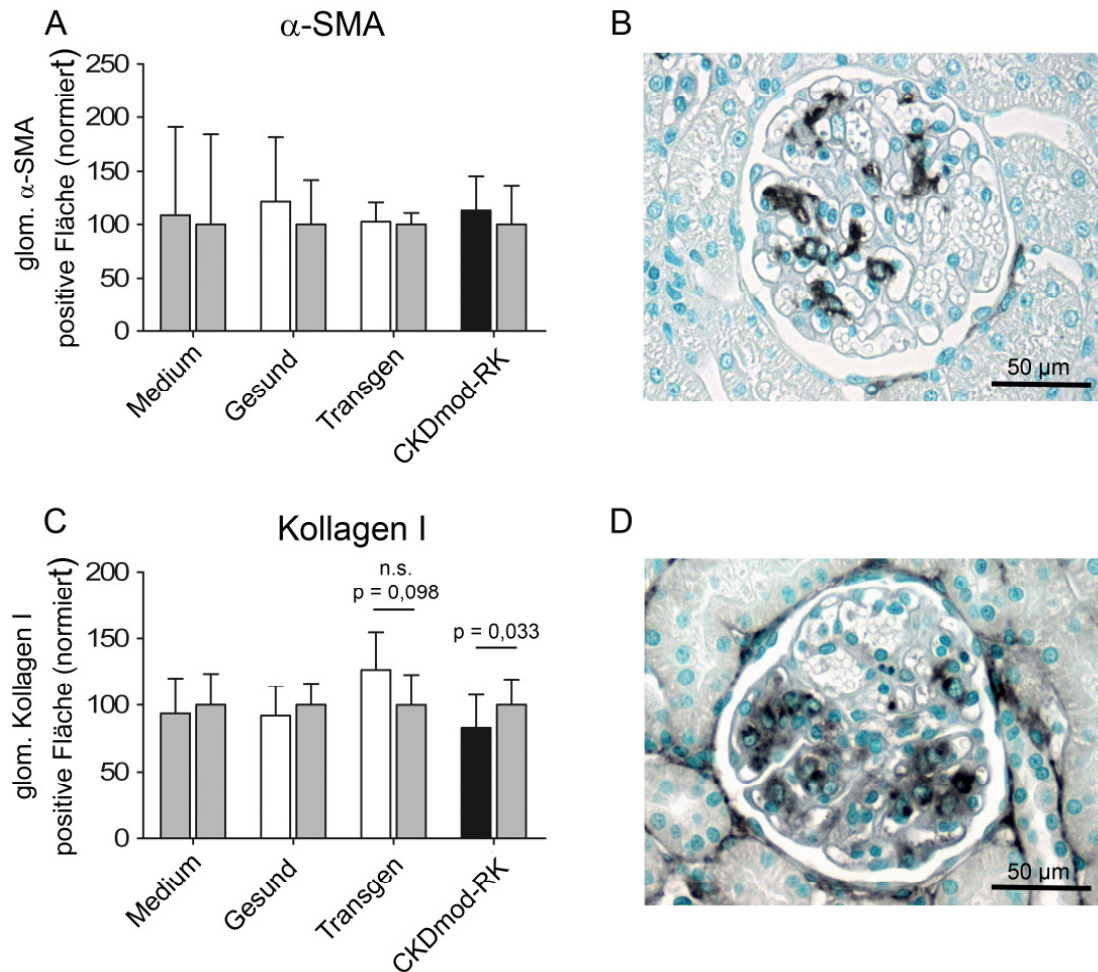 A
α-SMA
glom. α-SMA
positive Fläche (normiert)
250
200
150
100
50
0
Medium
Gesund
Transgen
CKDmod-RK
B
50 µm
C
Kollagen I
glom. Kollagen I
positive Fläche (normiert)
200
150
100
50
0
n.s.
p = 0,098
p = 0,033
Medium
Gesund
Transgen
CKDmod-RK
D
50 µm